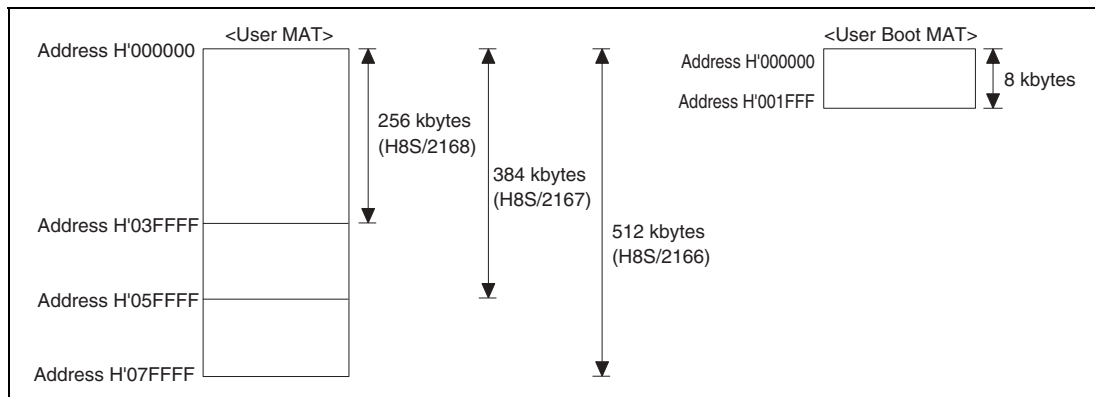 <User MAT>
Address H'000000
256 kbytes
(H8S/2168)
384 kbytes
(H8S/2167)
512 kbytes
(H8S/2166)
Address H'03FFFF
Address H'05FFFF
Address H'07FFFF
<User Boot MAT>
Address H'000000
8 kbytes
Address H'001FFF